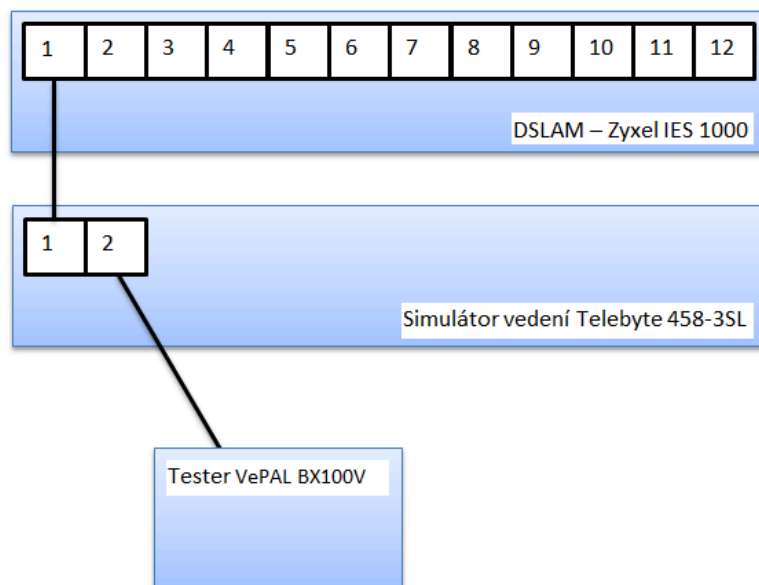 1 2 3 4 5 6 7 8 9 10 11 12
DSLAM – Zyxel IES 1000
1 2
Simulátor vedení Telebyte 458-3SL
Tester VePAL BX100V